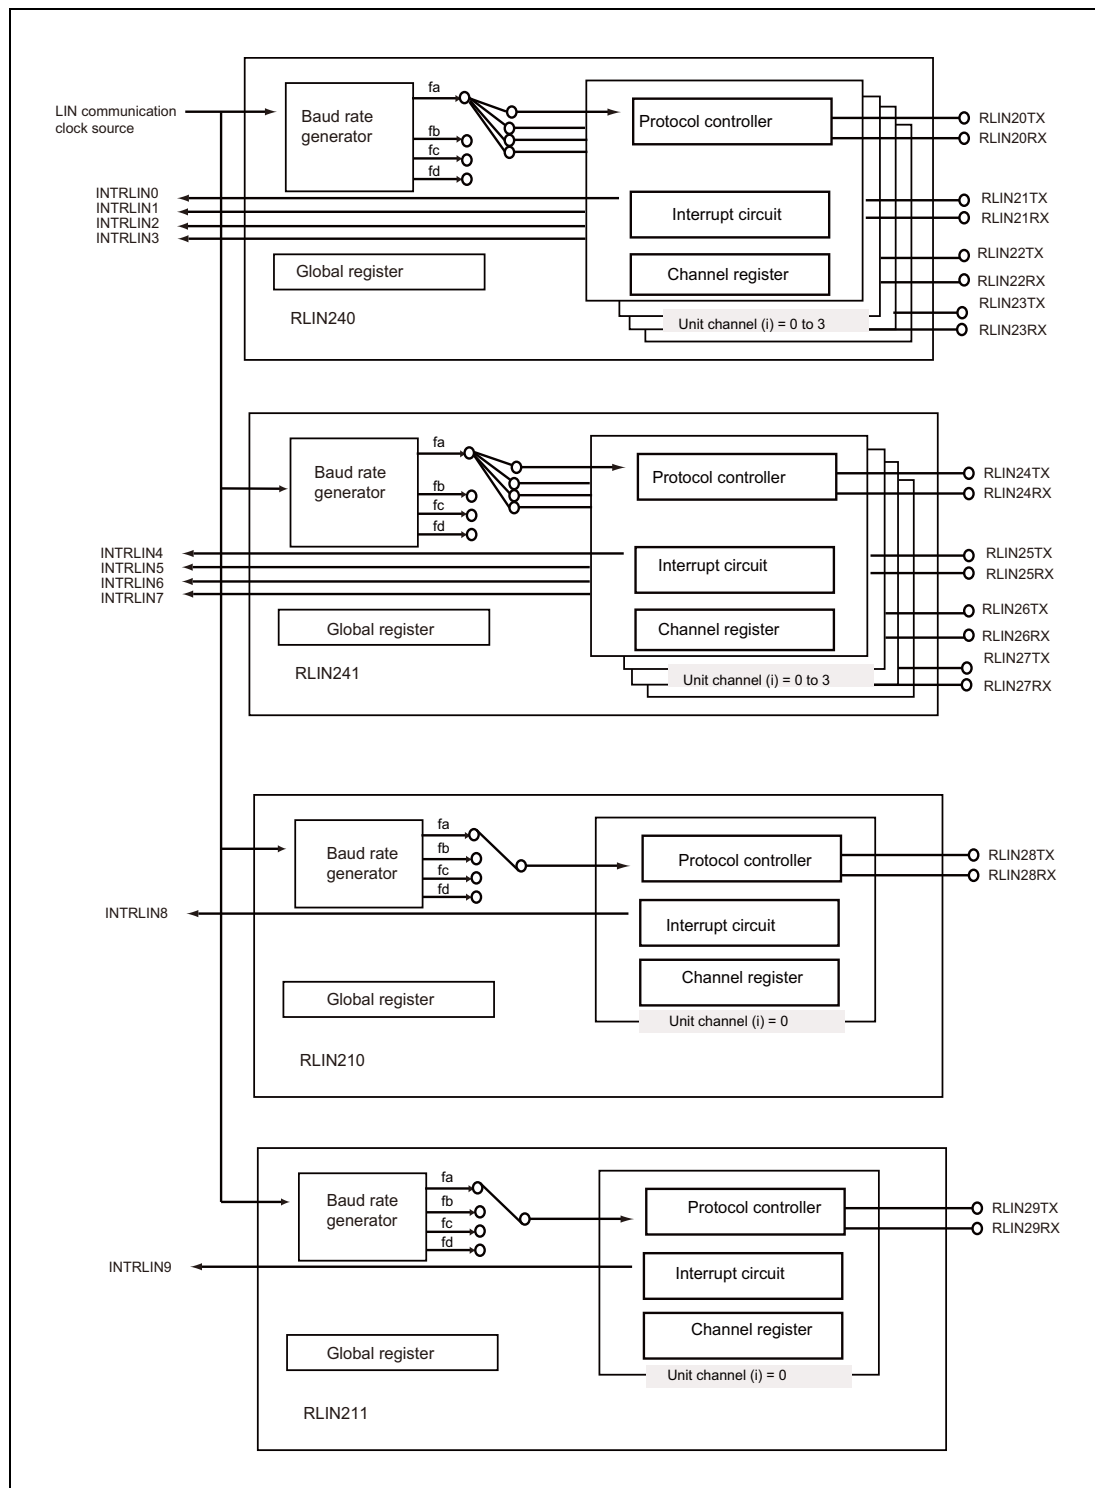 LIN communication
clock source
Baud rate
generator
fa
fb
fc
fd
Protocol controller
RLIN20TX
RLIN20RX
INTRLIN0
INTRLIN1
INTRLIN2
INTRLIN3
Interrupt circuit
RLIN21TX
RLIN21RX
Global register
Channel register
RLIN22TX
RLIN22RX
RLIN240
Unit channel (i) = 0 to 3
RLIN23TX
RLIN23RX
Baud rate
generator
fa
fb
fc
fd
Protocol controller
RLIN24TX
RLIN24RX
INTRLIN4
INTRLIN5
INTRLIN6
INTRLIN7
Interrupt circuit
RLIN25TX
RLIN25RX
Global register
Channel register
RLIN26TX
RLIN26RX
RLIN241
Unit channel (i) = 0 to 3
RLIN27TX
RLIN27RX
Baud rate
generator
fa
fb
fc
fd
Protocol controller
RLIN28TX
RLIN28RX
INTRLIN8
Interrupt circuit
Channel register
Global register
Unit channel (i) = 0
RLIN210
Baud rate
generator
fa
fb
fc
fd
Protocol controller
RLIN29TX
RLIN29RX
INTRLIN9
Interrupt circuit
Channel register
Global register
Unit channel (i) = 0
RLIN211